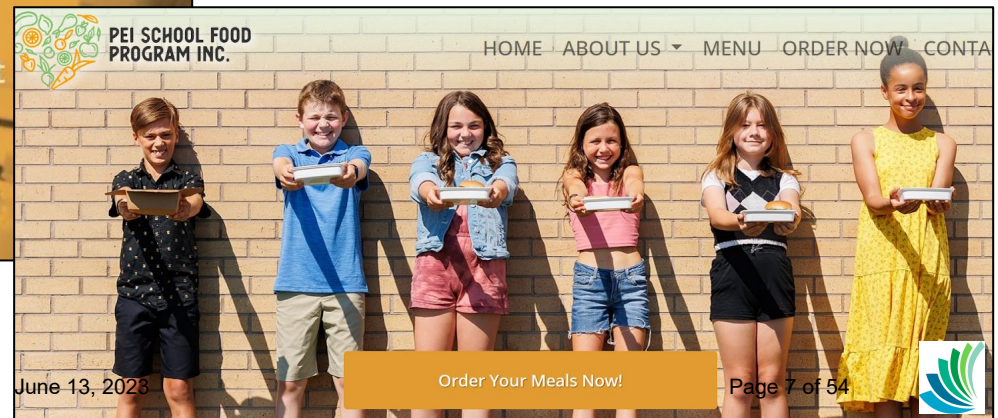 PEI SCHOOL FOOD
PROGRAM INC.
HOME ABOUT US MENU ORDER NOW CONTA
Order Your Meals Now!
June 13, 2023
Page 7 of 54